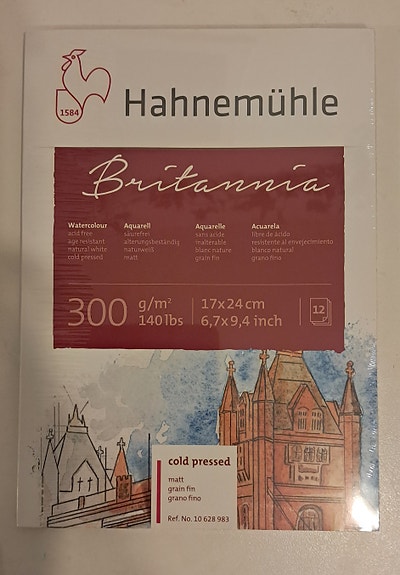 1584
Hahnemühle
Britannia
Watercolour
acid free
age resistant
natural white
cold pressed
Aquarell
säurefrei
alterungsbeständig
naturweiß
matt
Aquarelle
sans acide
inaltérable
blanc nature
grain fin
Acuarela
libre de ácido
resistente al envejecimiento
blanco natural
grano fino
300 g/m²
140 lbs
17x24 cm
6,7x9,4 inch
12
cold pressed
matt
grain fin
grano fino
Ref. No. 10 628 983